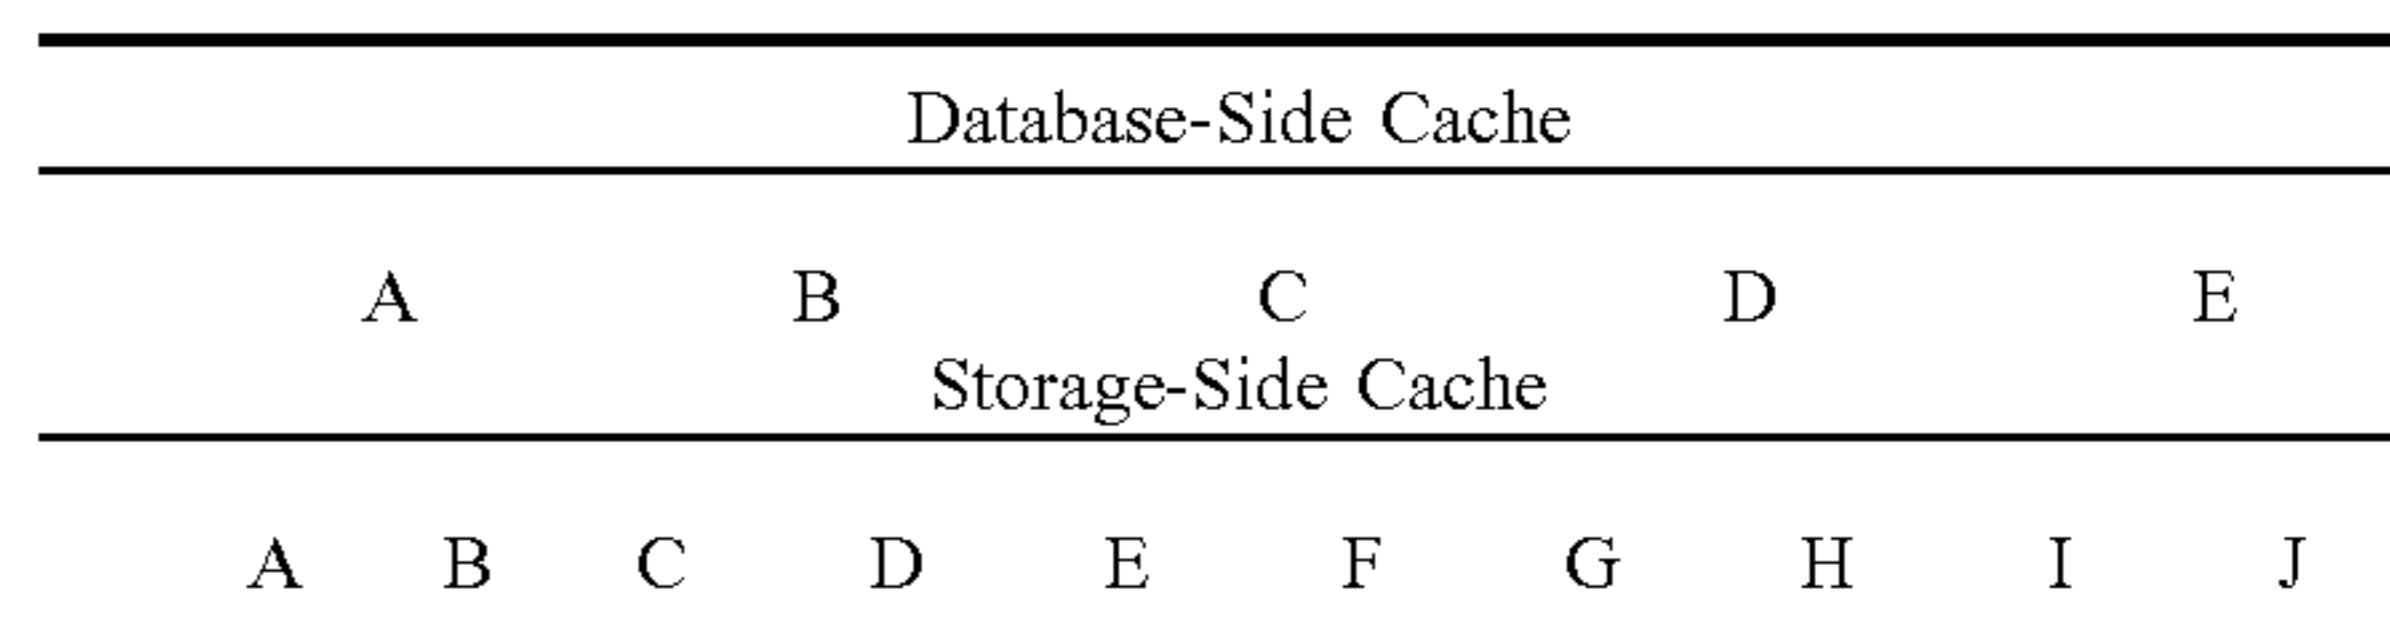 Database-Side Cache
A B C D E
Storage-Side Cache
A B C D E F G H I J